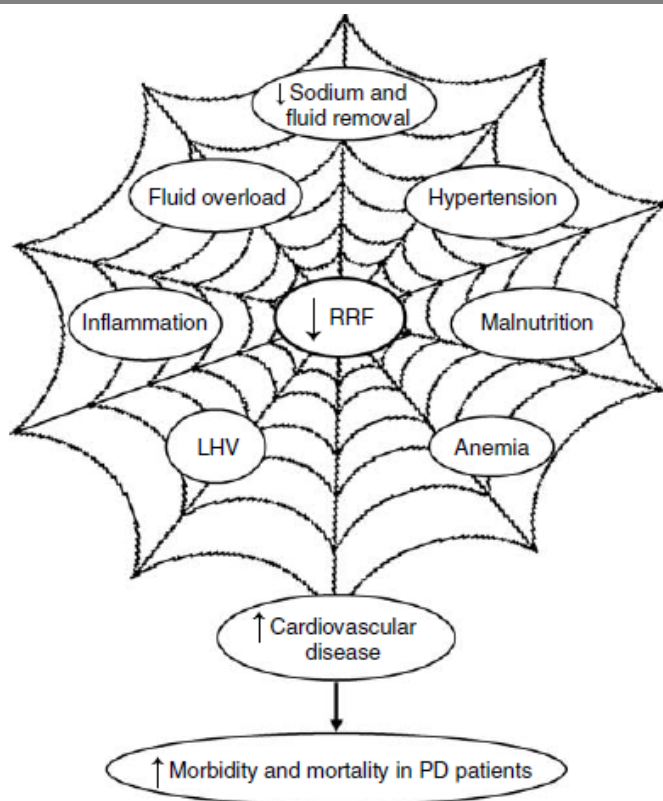 ↓ Sodium and
fluid removal
Fluid overload
Hypertension
Inflammation
↓ RRF
Malnutrition
LHV
Anemia
↑ Cardiovascular
disease
↑ Morbidity and mortality in PD patients